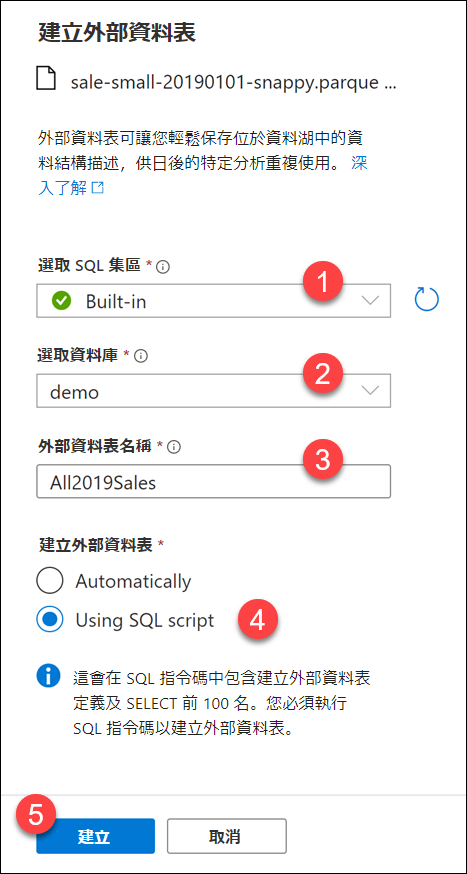 建立外部資料表
sale-small-20190101-snappy.parque ...
外部資料表可讓您輕鬆保存位於資料湖中的資
料結構描述，供日後的特定分析重複使用。 深
入了解
選取 SQL 集區 *
1
Built-in
選取資料庫 *
2
demo
外部資料表名稱 *
3
All2019Sales
建立外部資料表 *
Automatically
Using SQL script
4
這會在 SQL 指令碼中包含建立外部資料表
定義及 SELECT 前 100 名。您必須執行
SQL 指令碼以建立外部資料表。
5
建立
取消